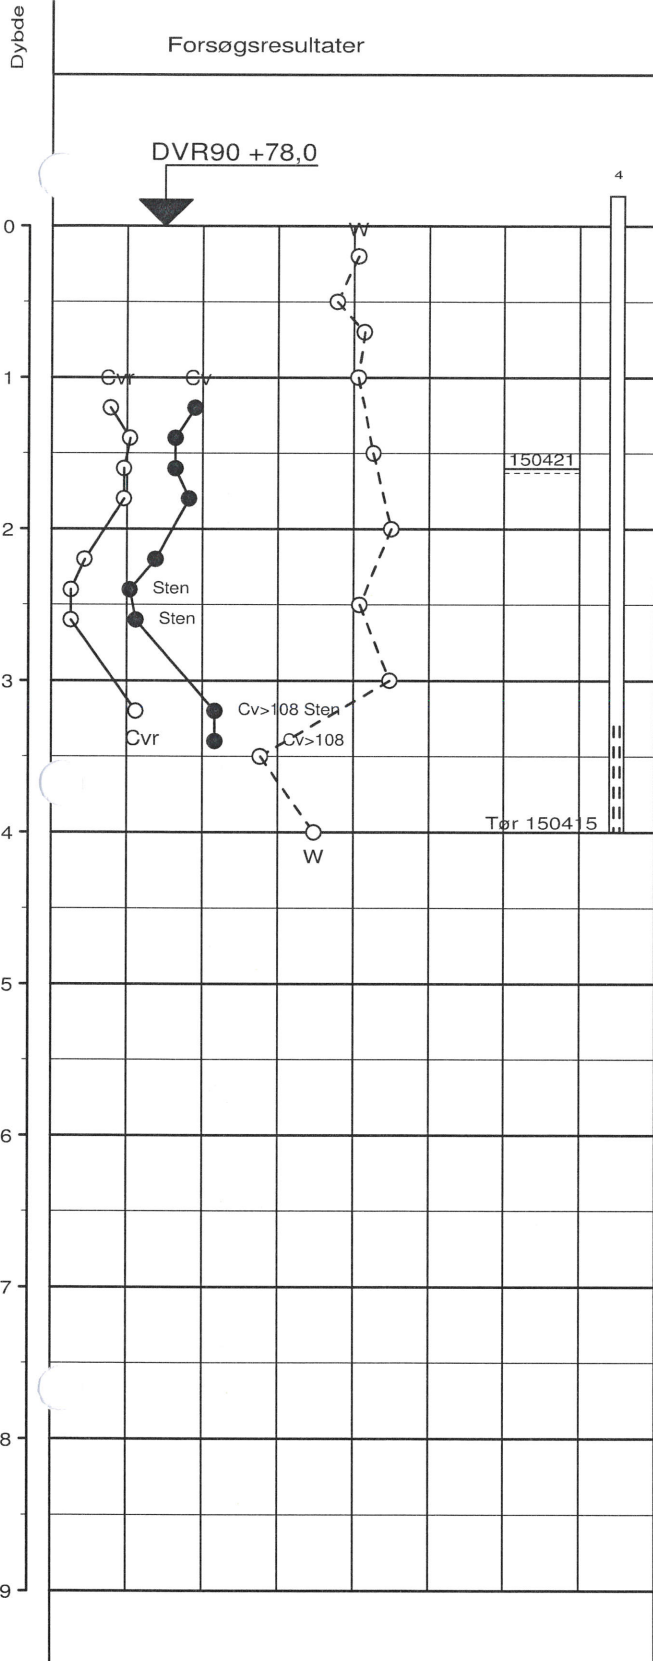 Dybde
Forsøgsresultater
DVR90 +78,0
4
0
W
1
Cvr
Cv
150421
2
Sten
Sten
3
Cv>108 Sten
Cvr
Cv>108
Tør 150415
4
W
5
6
7
8
9